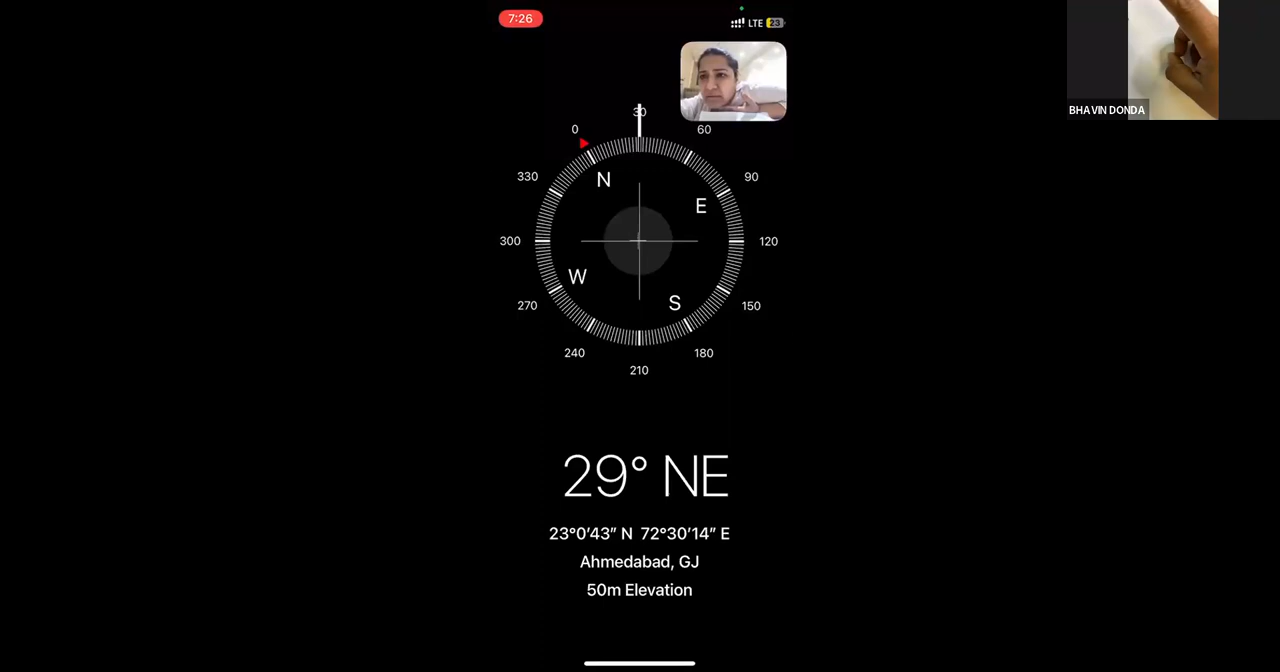 7:26
LTE 23
BHAVIN DONDA
30
0
60
330
N
90
E
300
120
W
270
S
150
240
180
210
29° NE
23°0'43" N 72°30'14" E
Ahmedabad, GJ
50m Elevation